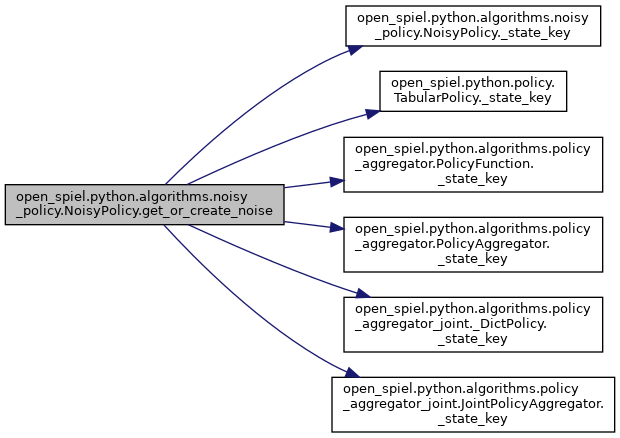 open_spiel.python.algorithms.noisy
_policy.NoisyPolicy._state_key
open_spiel.python.policy.
TabularPolicy._state_key
open_spiel.python.algorithms.policy
_aggregator.PolicyFunction.
_state_key
open_spiel.python.algorithms.noisy
_policy.NoisyPolicy.get_or_create_noise
open_spiel.python.algorithms.policy
_aggregator.PolicyAggregator.
_state_key
open_spiel.python.algorithms.policy
_aggregator_joint._DictPolicy.
_state_key
open_spiel.python.algorithms.policy
_aggregator_joint.JointPolicyAggregator.
_state_key